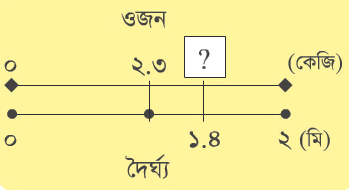 ওজন
০ ২.৩ ? (কেজি)
০ ১.৪ ২ (মি)
দৈর্ঘ্য